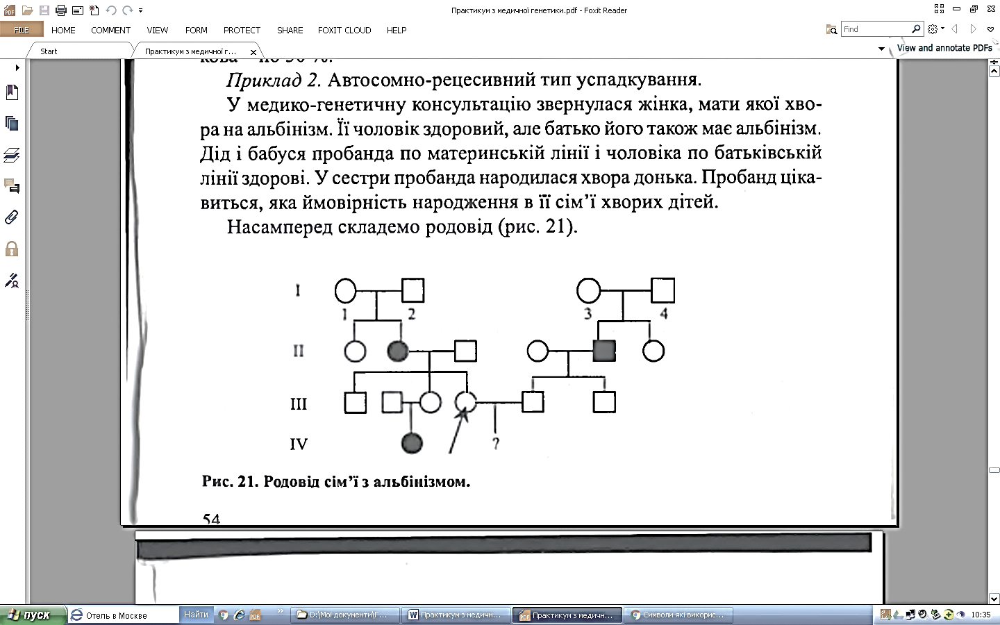 Практикум з медичної генетики.pdf - Foxit Reader
FILE HOME COMMENT VIEW FORM PROTECT SHARE FOXIT CLOUD HELP
Find
Start Практикум з медичної г... x
View and annotate PDFs
Приклад 2. Автосомно-рецесивний тип успадкування.
У медико-генетичну консультацію звернулася жінка, мати якої хво-
ра на альбінізм. Її чоловік здоровий, але батько його також має альбінізм.
Дід і бабуся пробанда по материнській лінії і чоловіка по батьківській
лінії здорові. У сестри пробанда народилася хвора донька. Пробанд ціка-
виться, яка ймовірність народження в її сім’ї хворих дітей.
Насамперед складемо родовід (рис. 21).
I
1 2 3 4
II
III
IV ?
Рис. 21. Родовід сім’ї з альбінізмом.
54
пуск Отель в Москве Найти » D:\Мої документи\Г... Практикум з медичн... Практикум з медичн... Символи які викорис... 10:35